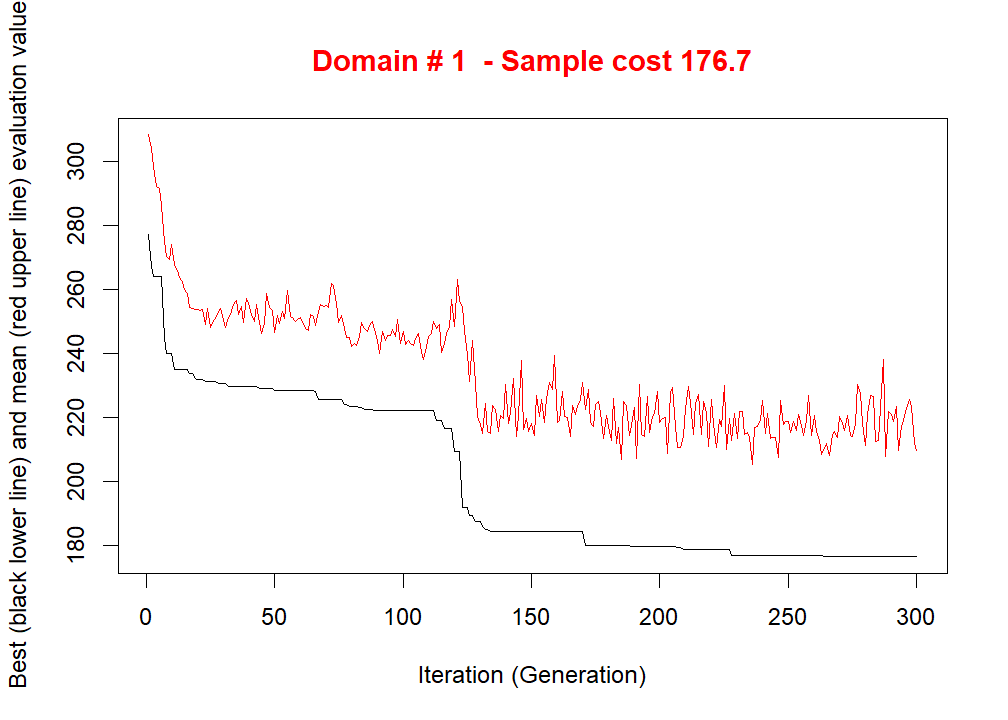 Domain # 1  - Sample cost 176.7
Best (black lower line) and mean (red upper line) evaluation value
300
280
260
240
220
200
180
0 50 100 150 200 250 300
Iteration (Generation)